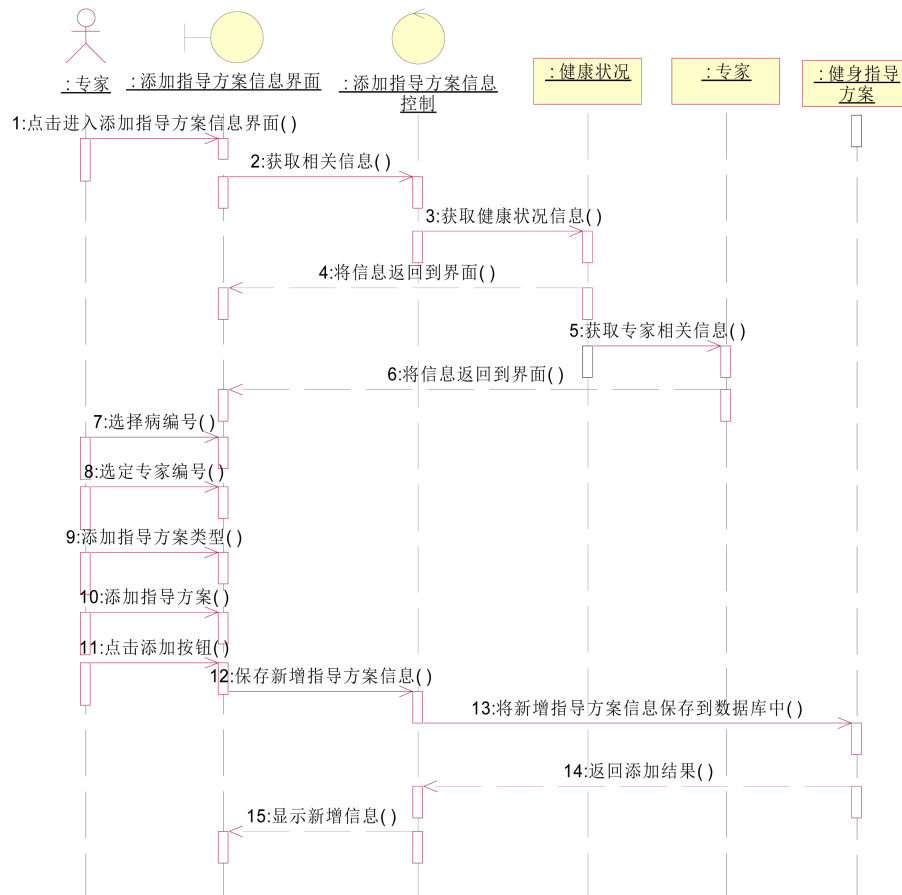 :专家
:添加指导方案信息界面
:添加指导方案信息
控制
:健康状况
:专家
:健身指导
方案
1:点击进入添加指导方案信息界面( )
2:获取相关信息( )
3:获取健康状况信息( )
4:将信息返回到界面( )
5:获取专家相关信息( )
6:将信息返回到界面( )
7:选择病编号( )
8:选定专家编号( )
9:添加指导方案类型( )
10:添加指导方案( )
11:点击添加按钮( )
12:保存新增指导方案信息( )
13:将新增指导方案信息保存到数据库中( )
14:返回添加结果( )
15:显示新增信息( )